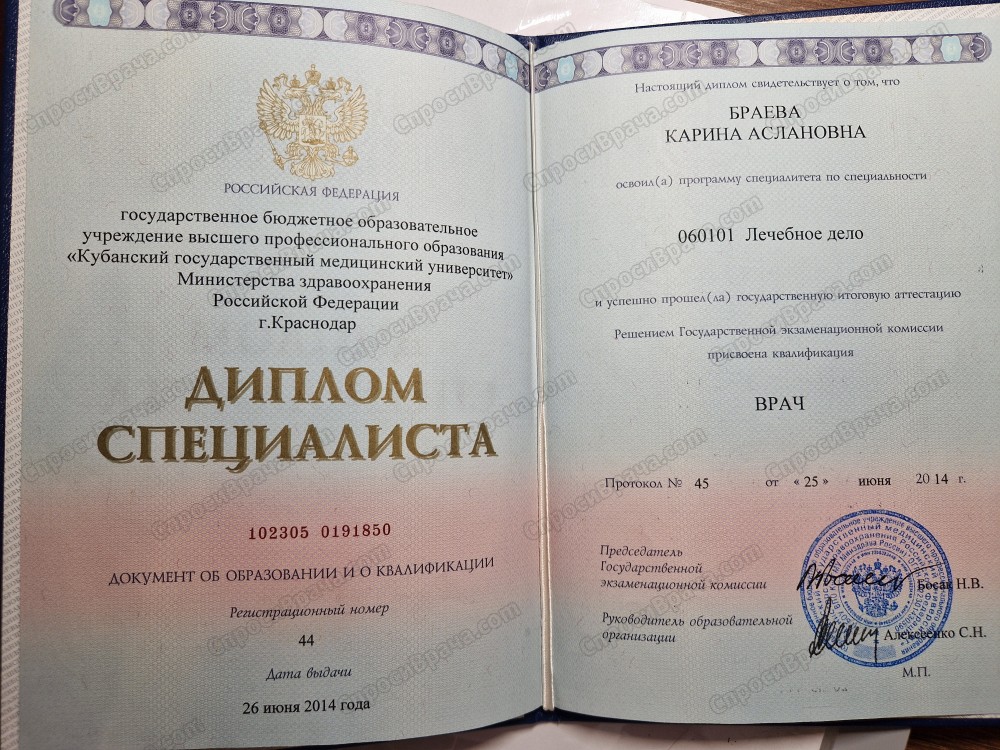 РОССИЙСКАЯ ФЕДЕРАЦИЯ
государственное бюджетное образовательное
учреждение высшего профессионального образования
«Кубанский государственный медицинский университет»
Министерства здравоохранения
Российской Федерации
г.Краснодар
ДИПЛОМ
СПЕЦИАЛИСТА
102305 0191850
ДОКУМЕНТ ОБ ОБРАЗОВАНИИ И О КВАЛИФИКАЦИИ
Регистрационный номер
44
Дата выдачи
26 июня 2014 года
Настоящий диплом свидетельствует о том, что
БРАЕВА
КАРИНА АСЛАНОВНА
освоил(а) программу специалитета по специальности
060101 Лечебное дело
и успешно прошел(ла) государственную итоговую аттестацию
Решением Государственной экзаменационной комиссии
присвоена квалификация
ВРАЧ
Протокол № 45 от « 25 » июня 20 14 г.
Председатель
Государственной
экзаменационной комиссии
Босак Н.В.
Руководитель образовательной
организации
Алексеенко С.Н.
М.П.
СпросиВрача.com